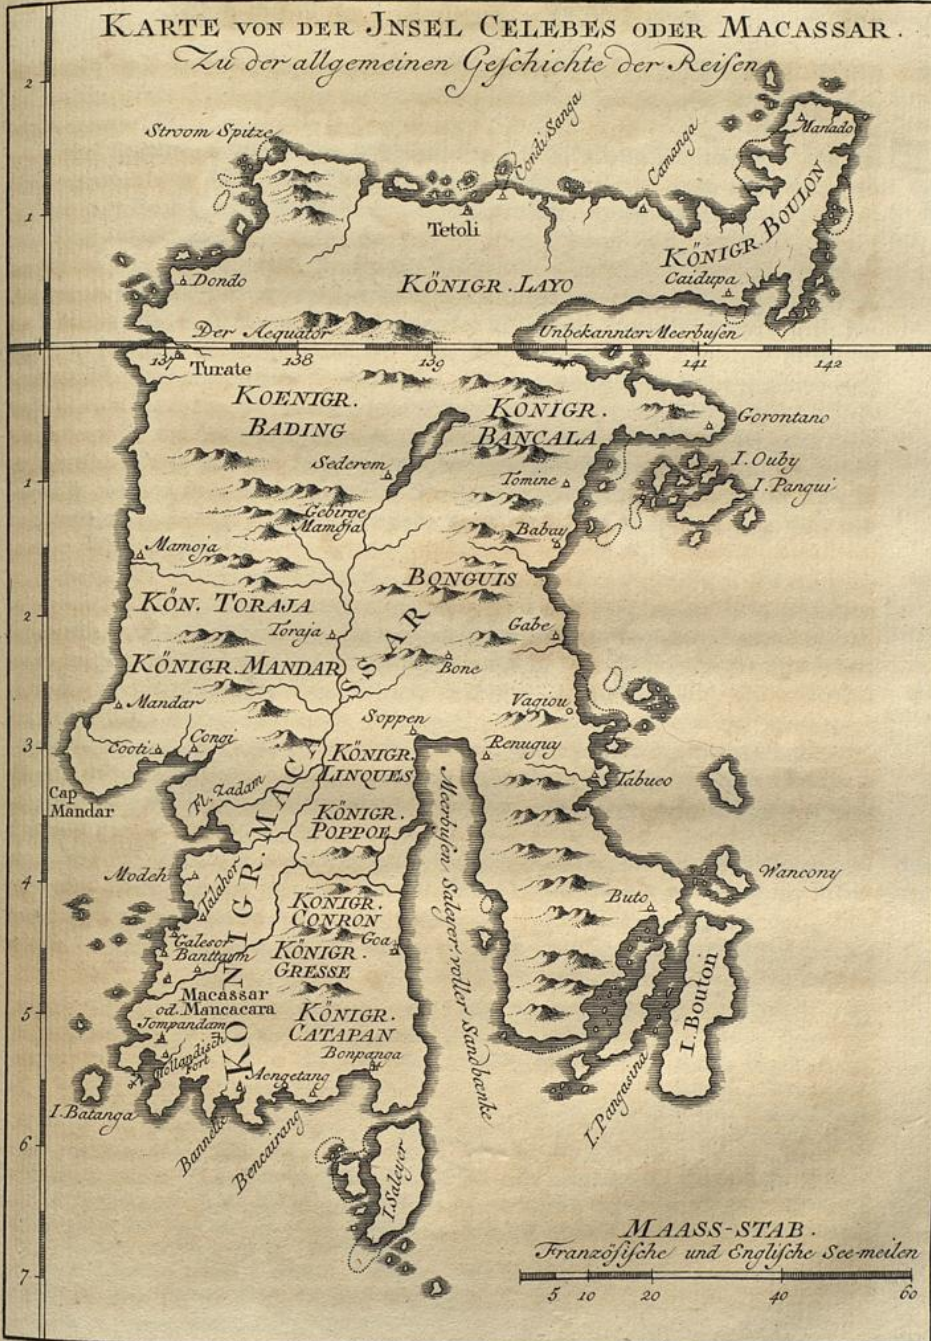 KARTE VON DER JNSEL CELEBES ODER MACASSAR.
Zu der allgemeinen Geſchichte der Reiſen
2
1
1
2
3
4
5
6
7
Stroom Spitze
Condi Sanga
Camanga
Manado
Tetoli
KÖNIGR. BOULON
Dondo
KÖNIGR. LAYO
Caidupa
Der Aequator
Unbekannter Meerbuſen
137
138
139
140
141
142
Turate
KOENIGR.
BADING
KÖNIGR.
BANCALA
Gorontano
Sederem
Tomine
I. Ouby
I. Pangui
Gebirge
Mamoja
Babay
Mamoja
BONGUIS
KÖN. TORAJA
Toraja
Gabe
KÖNIGR. MANDAR
Bone
Mandar
Vagiou
Soppen
Cooti
Congi
Renuguy
KÖNIGR.
LINQUES
Tabuco
Cap
Mandar
Fl. Zadam
KÖNIGR.
POPPOE
KÖNIGR. MACASSAR
Meerbuſen Saleyer, voller Sandbænke
Modeh
Talahor
Wancony
KÖNIGR.
CONRON
Buto
Galesor
Banttaum
Goa
KÖNIGR.
GRESSE
Macassar
od. Mancacara
KÖNIGR.
CATAPAN
I. Bouton
Jompandam
Hollandisch
Fort
Bonpanga
Aengetang
I. Batanga
Bencairang
I. Pangasina
I. Saleyer
MAASS-STAB.
Franzöſiſche und Engliſche See-meilen
5 10 20 40 60